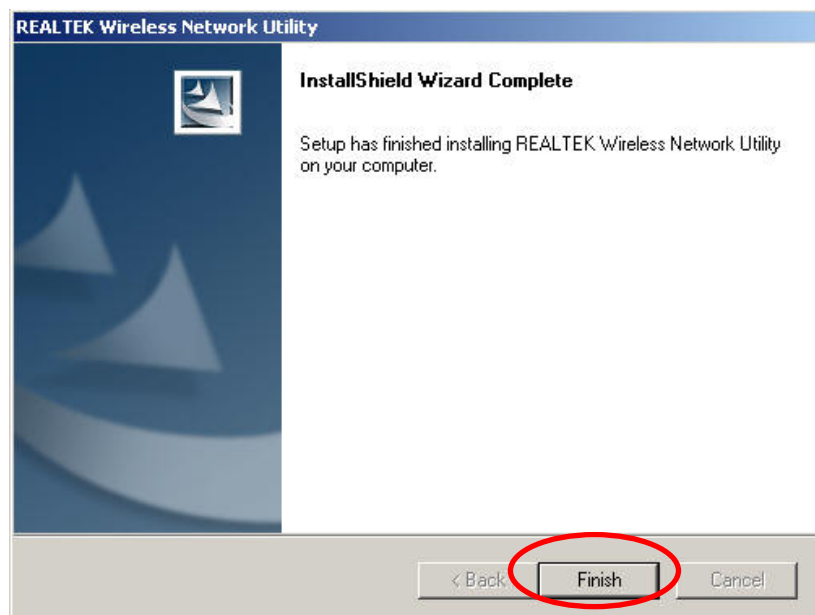 REALTEK Wireless Network Utility
InstallShield Wizard Complete
Setup has finished installing REALTEK Wireless Network Utility
on your computer.
< Back
Finish
Cancel